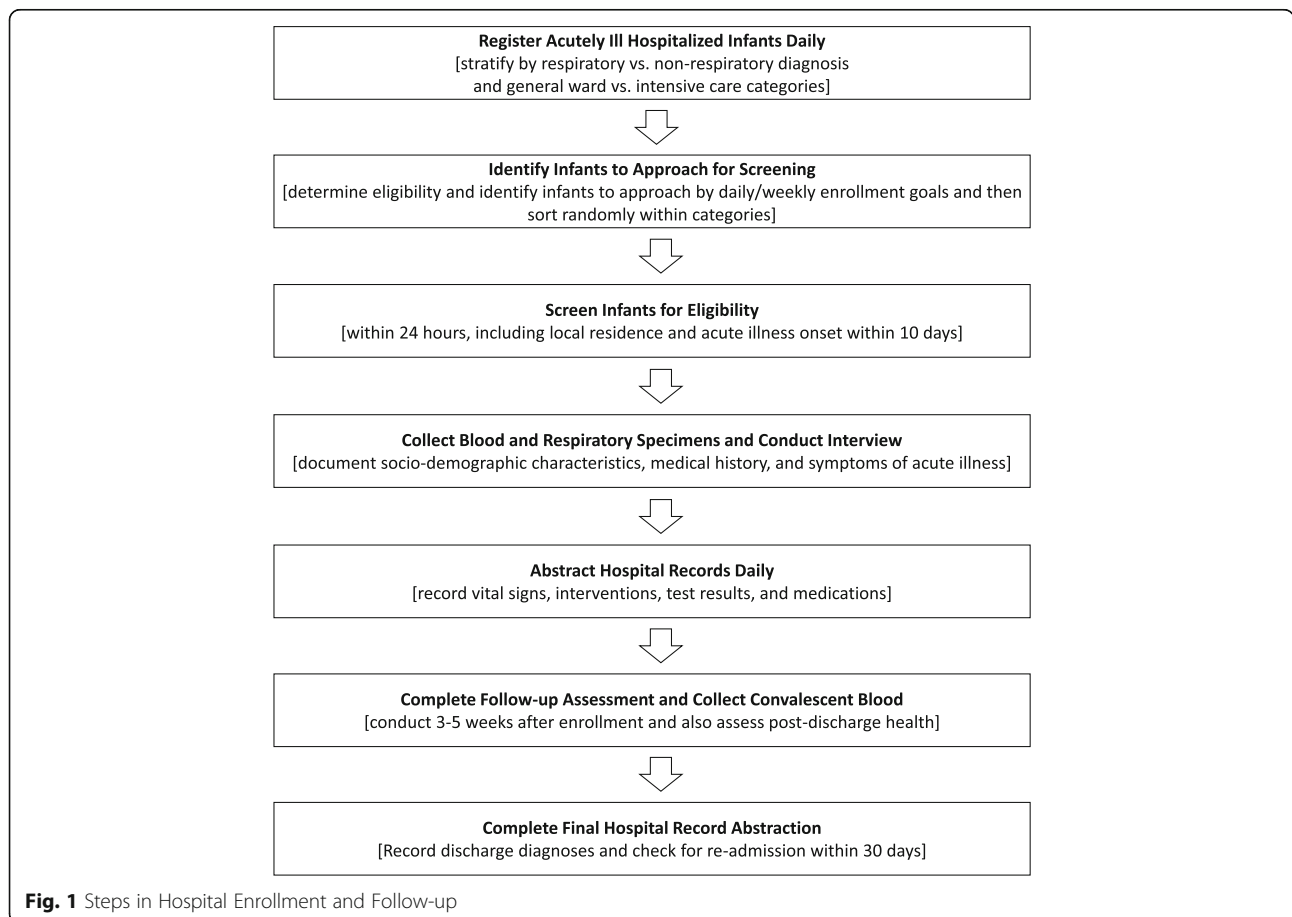 Register Acutely Ill Hospitalized Infants Daily
[stratify by respiratory vs. non-respiratory diagnosis
and general ward vs. intensive care categories]
Identify Infants to Approach for Screening
[determine eligibility and identify infants to approach by daily/weekly enrollment goals and then
sort randomly within categories]
Screen Infants for Eligibility
[within 24 hours, including local residence and acute illness onset within 10 days]
Collect Blood and Respiratory Specimens and Conduct Interview
[document socio-demographic characteristics, medical history, and symptoms of acute illness]
Abstract Hospital Records Daily
[record vital signs, interventions, test results, and medications]
Complete Follow-up Assessment and Collect Convalescent Blood
[conduct 3-5 weeks after enrollment and also assess post-discharge health]
Complete Final Hospital Record Abstraction
[Record discharge diagnoses and check for re-admission within 30 days]
Fig. 1 Steps in Hospital Enrollment and Follow-up